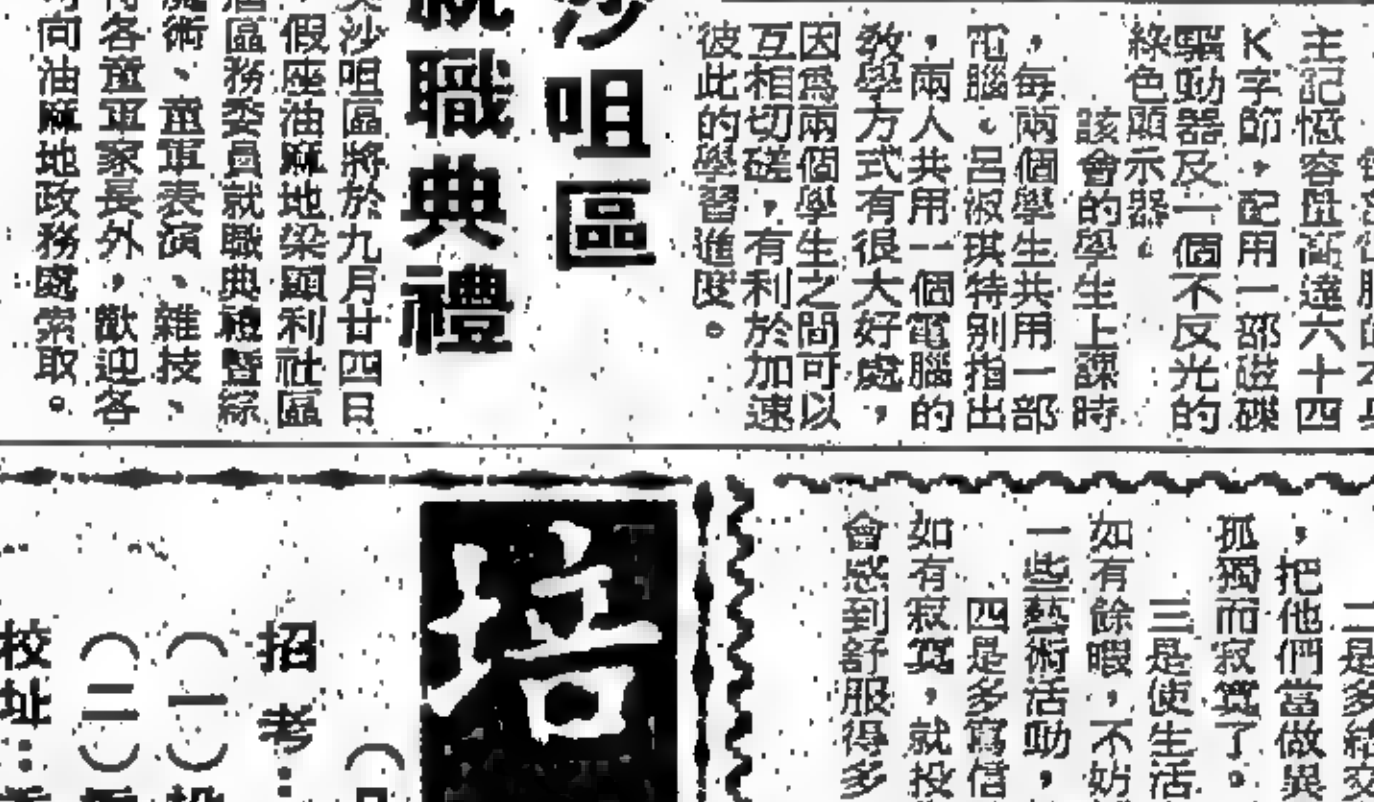 主記憶容量高達六十四
K字節，配用一部磁碟
驅動器及一個不反光的
綠色顯示器。
該會的學生上課時
，每兩個學生共用一部
電腦。呂淑琪特別指出
，兩人共用一個電腦的
教學方式有很大好處，
因為兩個學生之間可以
互相切磋，有利於加速
彼此的學習進度。
沙咀區
就職典禮
尖沙咀區將於九月廿四日
，假座油麻地梁顯利社區
區務委員就職典禮暨綜
魔術、童軍表演、雜技、
各童軍家長外，歡迎各
向油麻地政務處索取。
二是多結交
，把他們當做異
孤獨而寂寞了。
三是使生活
如有餘暇，不妨
一些藝術活動，
四是多寫信
如有寂寞，就投
會感到舒服得多
培
招考：
（一）投
（二）
校址：